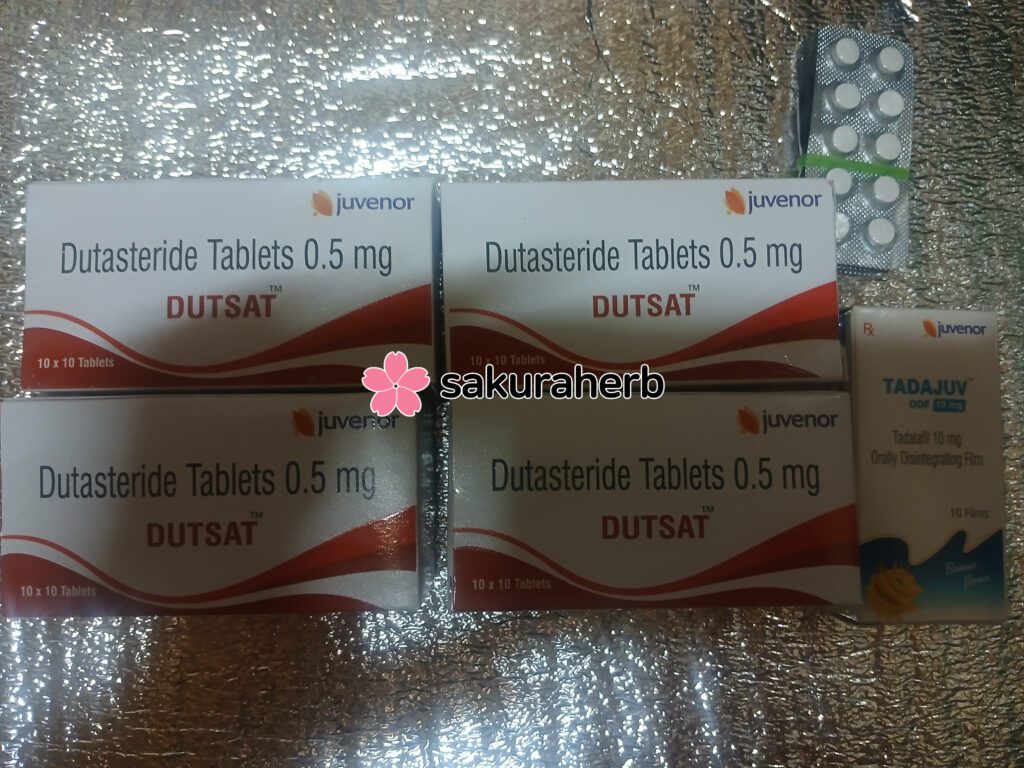 juvenor
Dutasteride Tablets 0.5 mg
DUTSAT™
10 x 10 Tablets
juvenor
Dutasteride Tablets 0.5 mg
DUTSAT™
10 x 10 Tablets
sakuraherb
juvenor
Dutasteride Tablets 0.5 mg
DUTSAT™
10 x 10 Tablets
juvenor
Dutasteride Tablets 0.5 mg
DUTSAT™
10 x 10 Tablets
Rx
juvenor
TADAJUV™
ODF 10 mg
Tadalafil 10 mg
Orally Disintegrating Film
10 Films
Banana
flavour